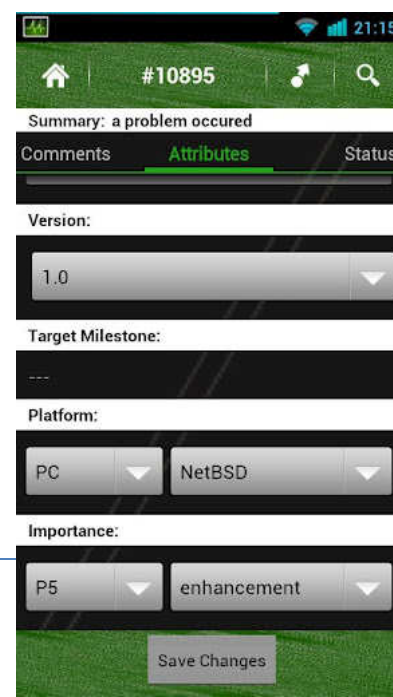 21:15
#10895
Summary: a problem occured
Comments Attributes Status
Version:
1.0
Target Milestone:
---
Platform:
PC NetBSD
Importance:
P5 enhancement
Save Changes